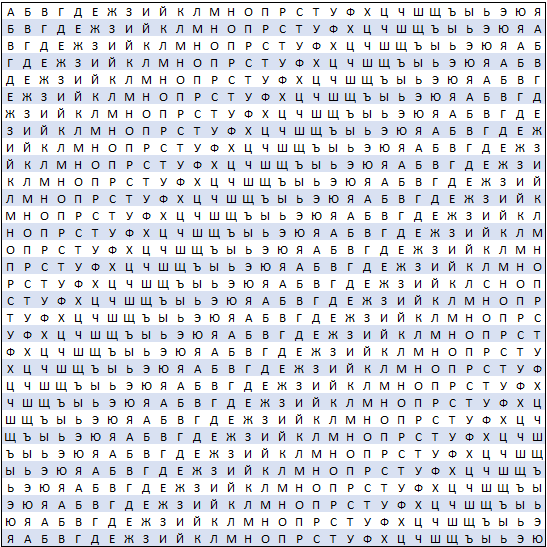 А Б В Г Д Е Ж З И Й К Л М Н О П Р С Т У Ф Х Ц Ч Ш Щ Ъ Ы Ь Э Ю Я
Б В Г Д Е Ж З И Й К Л М Н О П Р С Т У Ф Х Ц Ч Ш Щ Ъ Ы Ь Э Ю Я А
В Г Д Е Ж З И Й К Л М Н О П Р С Т У Ф Х Ц Ч Ш Щ Ъ Ы Ь Э Ю Я А Б
Г Д Е Ж З И Й К Л М Н О П Р С Т У Ф Х Ц Ч Ш Щ Ъ Ы Ь Э Ю Я А Б В
Д Е Ж З И Й К Л М Н О П Р С Т У Ф Х Ц Ч Ш Щ Ъ Ы Ь Э Ю Я А Б В Г
Е Ж З И Й К Л М Н О П Р С Т У Ф Х Ц Ч Ш Щ Ъ Ы Ь Э Ю Я А Б В Г Д
Ж З И Й К Л М Н О П Р С Т У Ф Х Ц Ч Ш Щ Ъ Ы Ь Э Ю Я А Б В Г Д Е
З И Й К Л М Н О П Р С Т У Ф Х Ц Ч Ш Щ Ъ Ы Ь Э Ю Я А Б В Г Д Е Ж
И Й К Л М Н О П Р С Т У Ф Х Ц Ч Ш Щ Ъ Ы Ь Э Ю Я А Б В Г Д Е Ж З
Й К Л М Н О П Р С Т У Ф Х Ц Ч Ш Щ Ъ Ы Ь Э Ю Я А Б В Г Д Е Ж З И
К Л М Н О П Р С Т У Ф Х Ц Ч Ш Щ Ъ Ы Ь Э Ю Я А Б В Г Д Е Ж З И Й
Л М Н О П Р С Т У Ф Х Ц Ч Ш Щ Ъ Ы Ь Э Ю Я А Б В Г Д Е Ж З И Й К
М Н О П Р С Т У Ф Х Ц Ч Ш Щ Ъ Ы Ь Э Ю Я А Б В Г Д Е Ж З И Й К Л
Н О П Р С Т У Ф Х Ц Ч Ш Щ Ъ Ы Ь Э Ю Я А Б В Г Д Е Ж З И Й К Л М
О П Р С Т У Ф Х Ц Ч Ш Щ Ъ Ы Ь Э Ю Я А Б В Г Д Е Ж З И Й К Л М Н
П Р С Т У Ф Х Ц Ч Ш Щ Ъ Ы Ь Э Ю Я А Б В Г Д Е Ж З И Й К Л М Н О
Р С Т У Ф Х Ц Ч Ш Щ Ъ Ы Ь Э Ю Я А Б В Г Д Е Ж З И Й К Л С Н О П
С Т У Ф Х Ц Ч Ш Щ Ъ Ы Ь Э Ю Я А Б В Г Д Е Ж З И Й К Л М Н О П Р
Т У Ф Х Ц Ч Ш Щ Ъ Ы Ь Э Ю Я А Б В Г Д Е Ж З И Й К Л М Н О П Р С
У Ф Х Ц Ч Ш Щ Ъ Ы Ь Э Ю Я А Б В Г Д Е Ж З И Й К Л М Н О П Р С Т
Ф Х Ц Ч Ш Щ Ъ Ы Ь Э Ю Я А Б В Г Д Е Ж З И Й К Л М Н О П Р С Т У
Х Ц Ч Ш Щ Ъ Ы Ь Э Ю Я А Б В Г Д Е Ж З И Й К Л М Н О П Р С Т У Ф
Ц Ч Ш Щ Ъ Ы Ь Э Ю Я А Б В Г Д Е Ж З И Й К Л М Н О П Р С Т У Ф Х
Ч Ш Щ Ъ Ы Ь Э Ю Я А Б В Г Д Е Ж З И Й К Л М Н О П Р С Т У Ф Х Ц
Ш Щ Ъ Ы Ь Э Ю Я А Б В Г Д Е Ж З И Й К Л М Н О П Р С Т У Ф Х Ц Ч
Щ Ъ Ы Ь Э Ю Я А Б В Г Д Е Ж З И Й К Л М Н О П Р С Т У Ф Х Ц Ч Ш
Ъ Ы Ь Э Ю Я А Б В Г Д Е Ж З И Й К Л М Н О П Р С Т У Ф Х Ц Ч Ш Щ
Ы Ь Э Ю Я А Б В Г Д Е Ж З И Й К Л М Н О П Р С Т У Ф Х Ц Ч Ш Щ Ъ
Ь Э Ю Я А Б В Г Д Е Ж З И Й К Л М Н О П Р С Т У Ф Х Ц Ч Ш Щ Ъ Ы
Э Ю Я А Б В Г Д Е Ж З И Й К Л М Н О П Р С Т У Ф Х Ц Ч Ш Щ Ъ Ы Ь
Ю Я А Б В Г Д Е Ж З И Й К Л М Н О П Р С Т У Ф Х Ц Ч Ш Щ Ъ Ы Ь Э
Я А Б В Г Д Е Ж З И Й К Л М Н О П Р С Т У Ф Х Ц Ч Ш Щ Ъ Ы Ь Э Ю